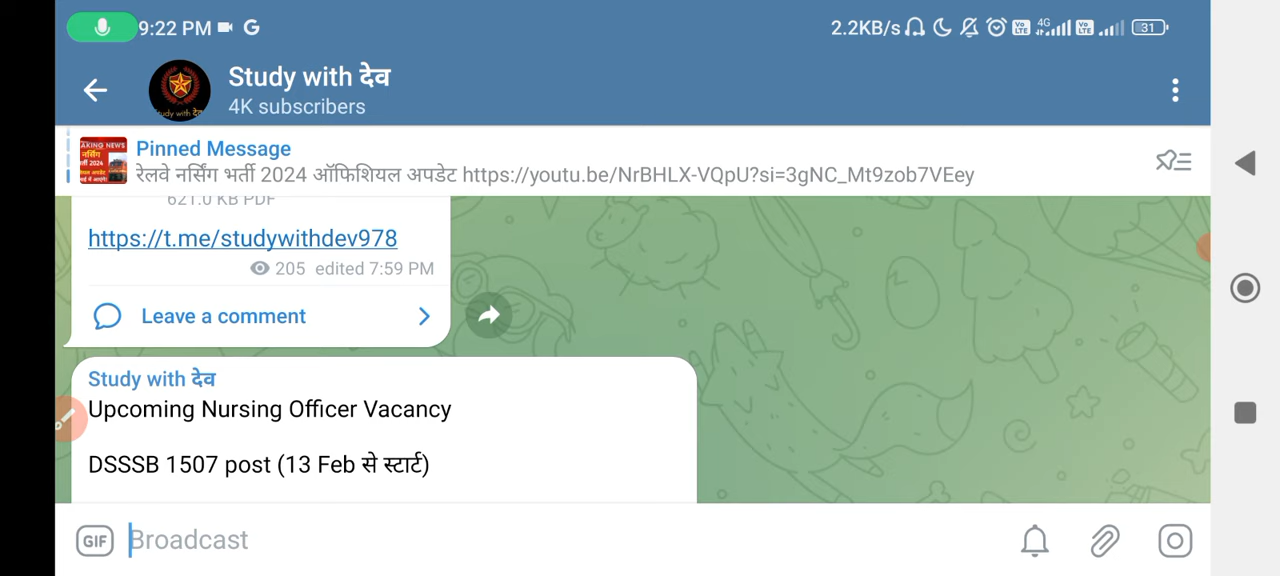 9:22 PM G 2.2KB/s 4G 31
Study with देव
4K subscribers
Pinned Message
रेलवे नर्सिंग भर्ती 2024 ऑफिशियल अपडेट https://youtu.be/NrBHLX-VQpU?si=3gNC_Mt9zob7VEey
621.0 KB PDF
https://t.me/studywithdev978
205 edited 7:59 PM
Leave a comment
Study with देव
Upcoming Nursing Officer Vacancy
DSSSB 1507 post (13 Feb से स्टार्ट)
GIF Broadcast